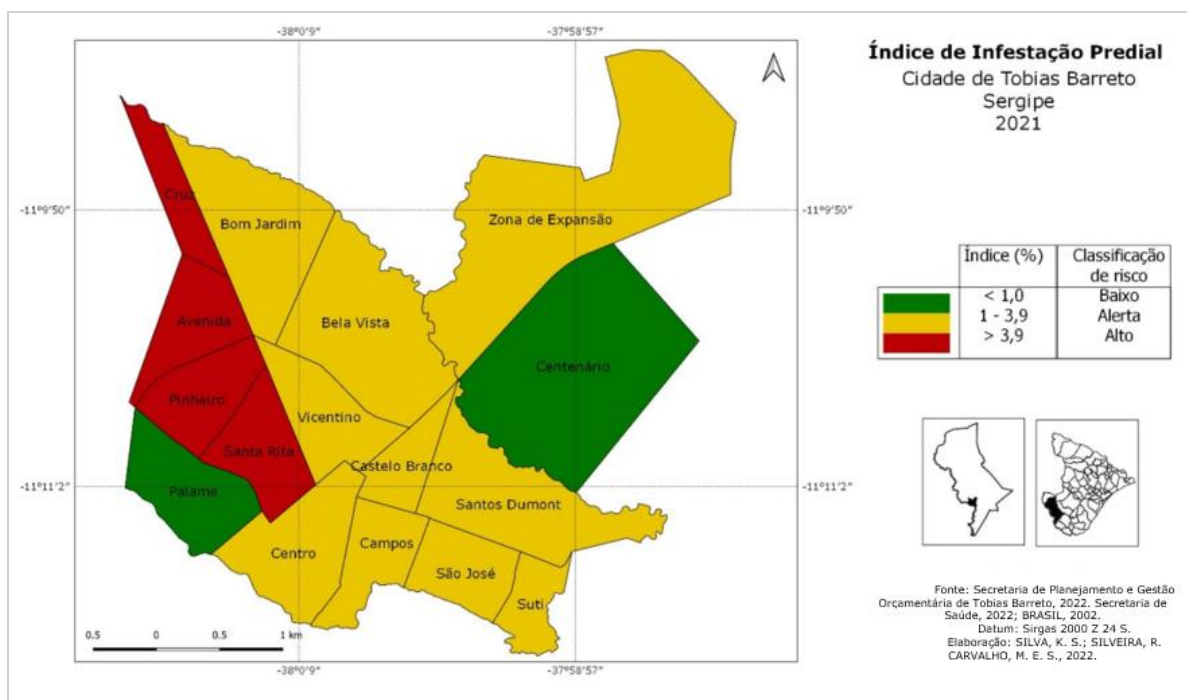 -38°0'9"
-37°58'57"
Índice de Infestação Predial
Cidade de Tobias Barreto
Sergipe
2021
-11°9'50"
-11°9'50"
Cruz
Bom Jardim
Zona de Expansão
Avenida
Bela Vista
Centenário
Pinheiro
Vicentino
Santa Rita
Castelo Branco
Palame
Santos Dumont
Centro
Campos
São José
Suti
-11°11'2"
-11°11'2"
0.5 0 0.5 1 km
-38°0'9"
-37°58'57"
Índice (%) Classificação
de risco
< 1,0 Baixo
1 - 3,9 Alerta
> 3,9 Alto
Fonte: Secretaria de Planejamento e Gestão
Orçamentária de Tobias Barreto, 2022. Secretaria de
Saúde, 2022; BRASIL, 2002.
Datum: Sirgas 2000 Z 24 S.
Elaboração: SILVA, K. S.; SILVEIRA, R.
CARVALHO, M. E. S., 2022.